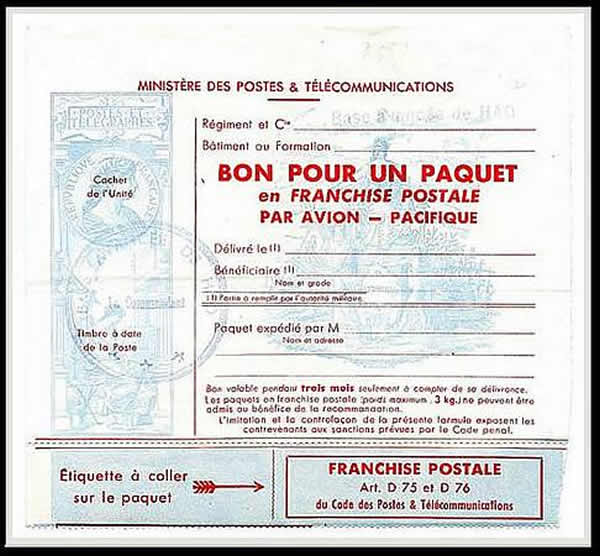 MINISTÈRE DES POSTES & TÉLÉCOMMUNICATIONS
POSTES ET
TÉLÉGRAPHES
Régiment et Cie Base Avancée de HAO
Bâtiment ou Formation
BON POUR UN PAQUET
en FRANCHISE POSTALE
PAR AVION — PACIFIQUE
RÉPUBLIQUE FRANÇAISE
Cachet
de l'Unité
Délivré le (1)
Bénéficiaire (1)
Nom et grade
(1) Partie à remplir par l'autorité militaire.
Le Commandant
Timbre à date
de la Poste
Paquet expédié par M
Nom et adresse
Bon valable pendant trois mois seulement à compter de sa délivrance.
Les paquets en franchise postale (poids maximum, 3 kg.) ne peuvent être
admis au bénéfice de la recommandation.
L'imitation et la contrefaçon de la présente formule exposent les
contrevenants aux sanctions prévues par le Code pénal.
Étiquette à coller
sur le paquet
FRANCHISE POSTALE
Art. D 75 et D 76
du Code des Postes & Télécommunications